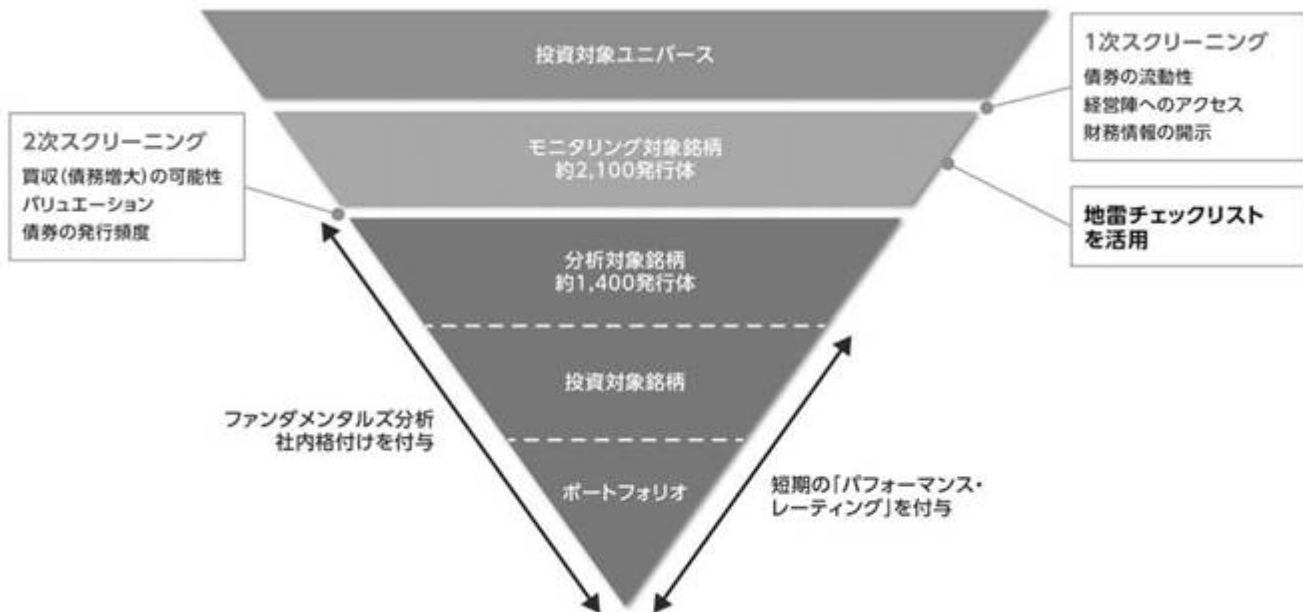 投資対象ユニバース
1次スクリーニング
債券の流動性
経営陣へのアクセス
財務情報の開示
モニタリング対象銘柄
約2,100発行体
2次スクリーニング
買収(債務増大)の可能性
バリュエーション
債券の発行頻度
地雷チェックリスト
を活用
分析対象銘柄
約1,400発行体
投資対象銘柄
ファンダメンタルズ分析
社内格付けを付与
ポートフォリオ
短期の「パフォーマンス・
レーティング」を付与